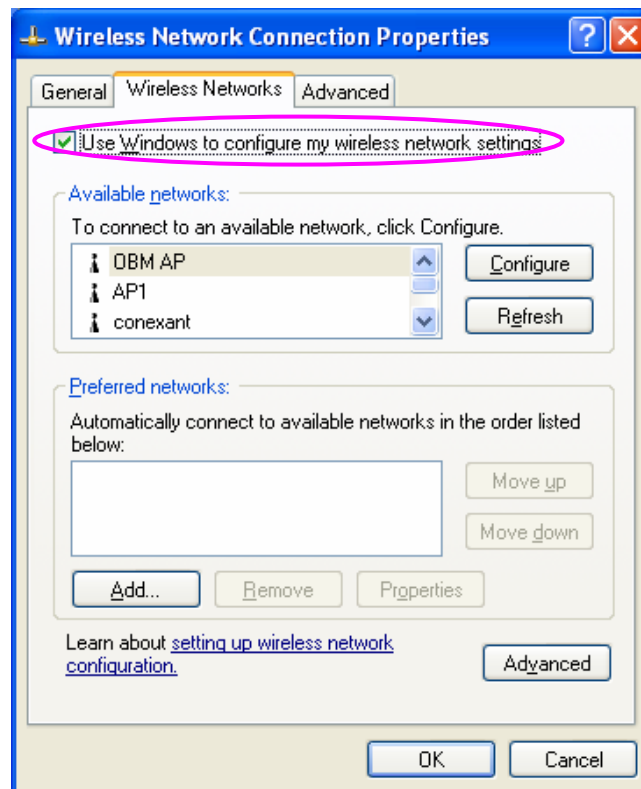 Wireless Network Connection Properties
General Wireless Networks Advanced
Use Windows to configure my wireless network settings
Available networks:
To connect to an available network, click Configure.
OBM AP
AP1
conexant
Configure
Refresh
Preferred networks:
Automatically connect to available networks in the order listed
below:
Move up
Move down
Add... Remove Properties
Learn about setting up wireless network
configuration.
Advanced
OK Cancel